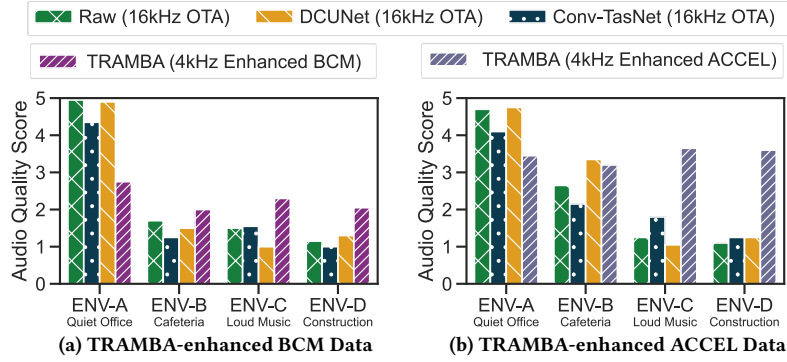 Raw (16kHz OTA) DCUNet (16kHz OTA) Conv-TasNet (16kHz OTA)
TRAMBA (4kHz Enhanced BCM) TRAMBA (4kHz Enhanced ACCEL)
Audio Quality Score
5
4
3
2
1
0
ENV-A ENV-B ENV-C ENV-D
Quiet Office Cafeteria Loud Music Construction
(a) TRAMBA-enhanced BCM Data
Audio Quality Score
5
4
3
2
1
0
ENV-A ENV-B ENV-C ENV-D
Quiet Office Cafeteria Loud Music Construction
(b) TRAMBA-enhanced ACCEL Data